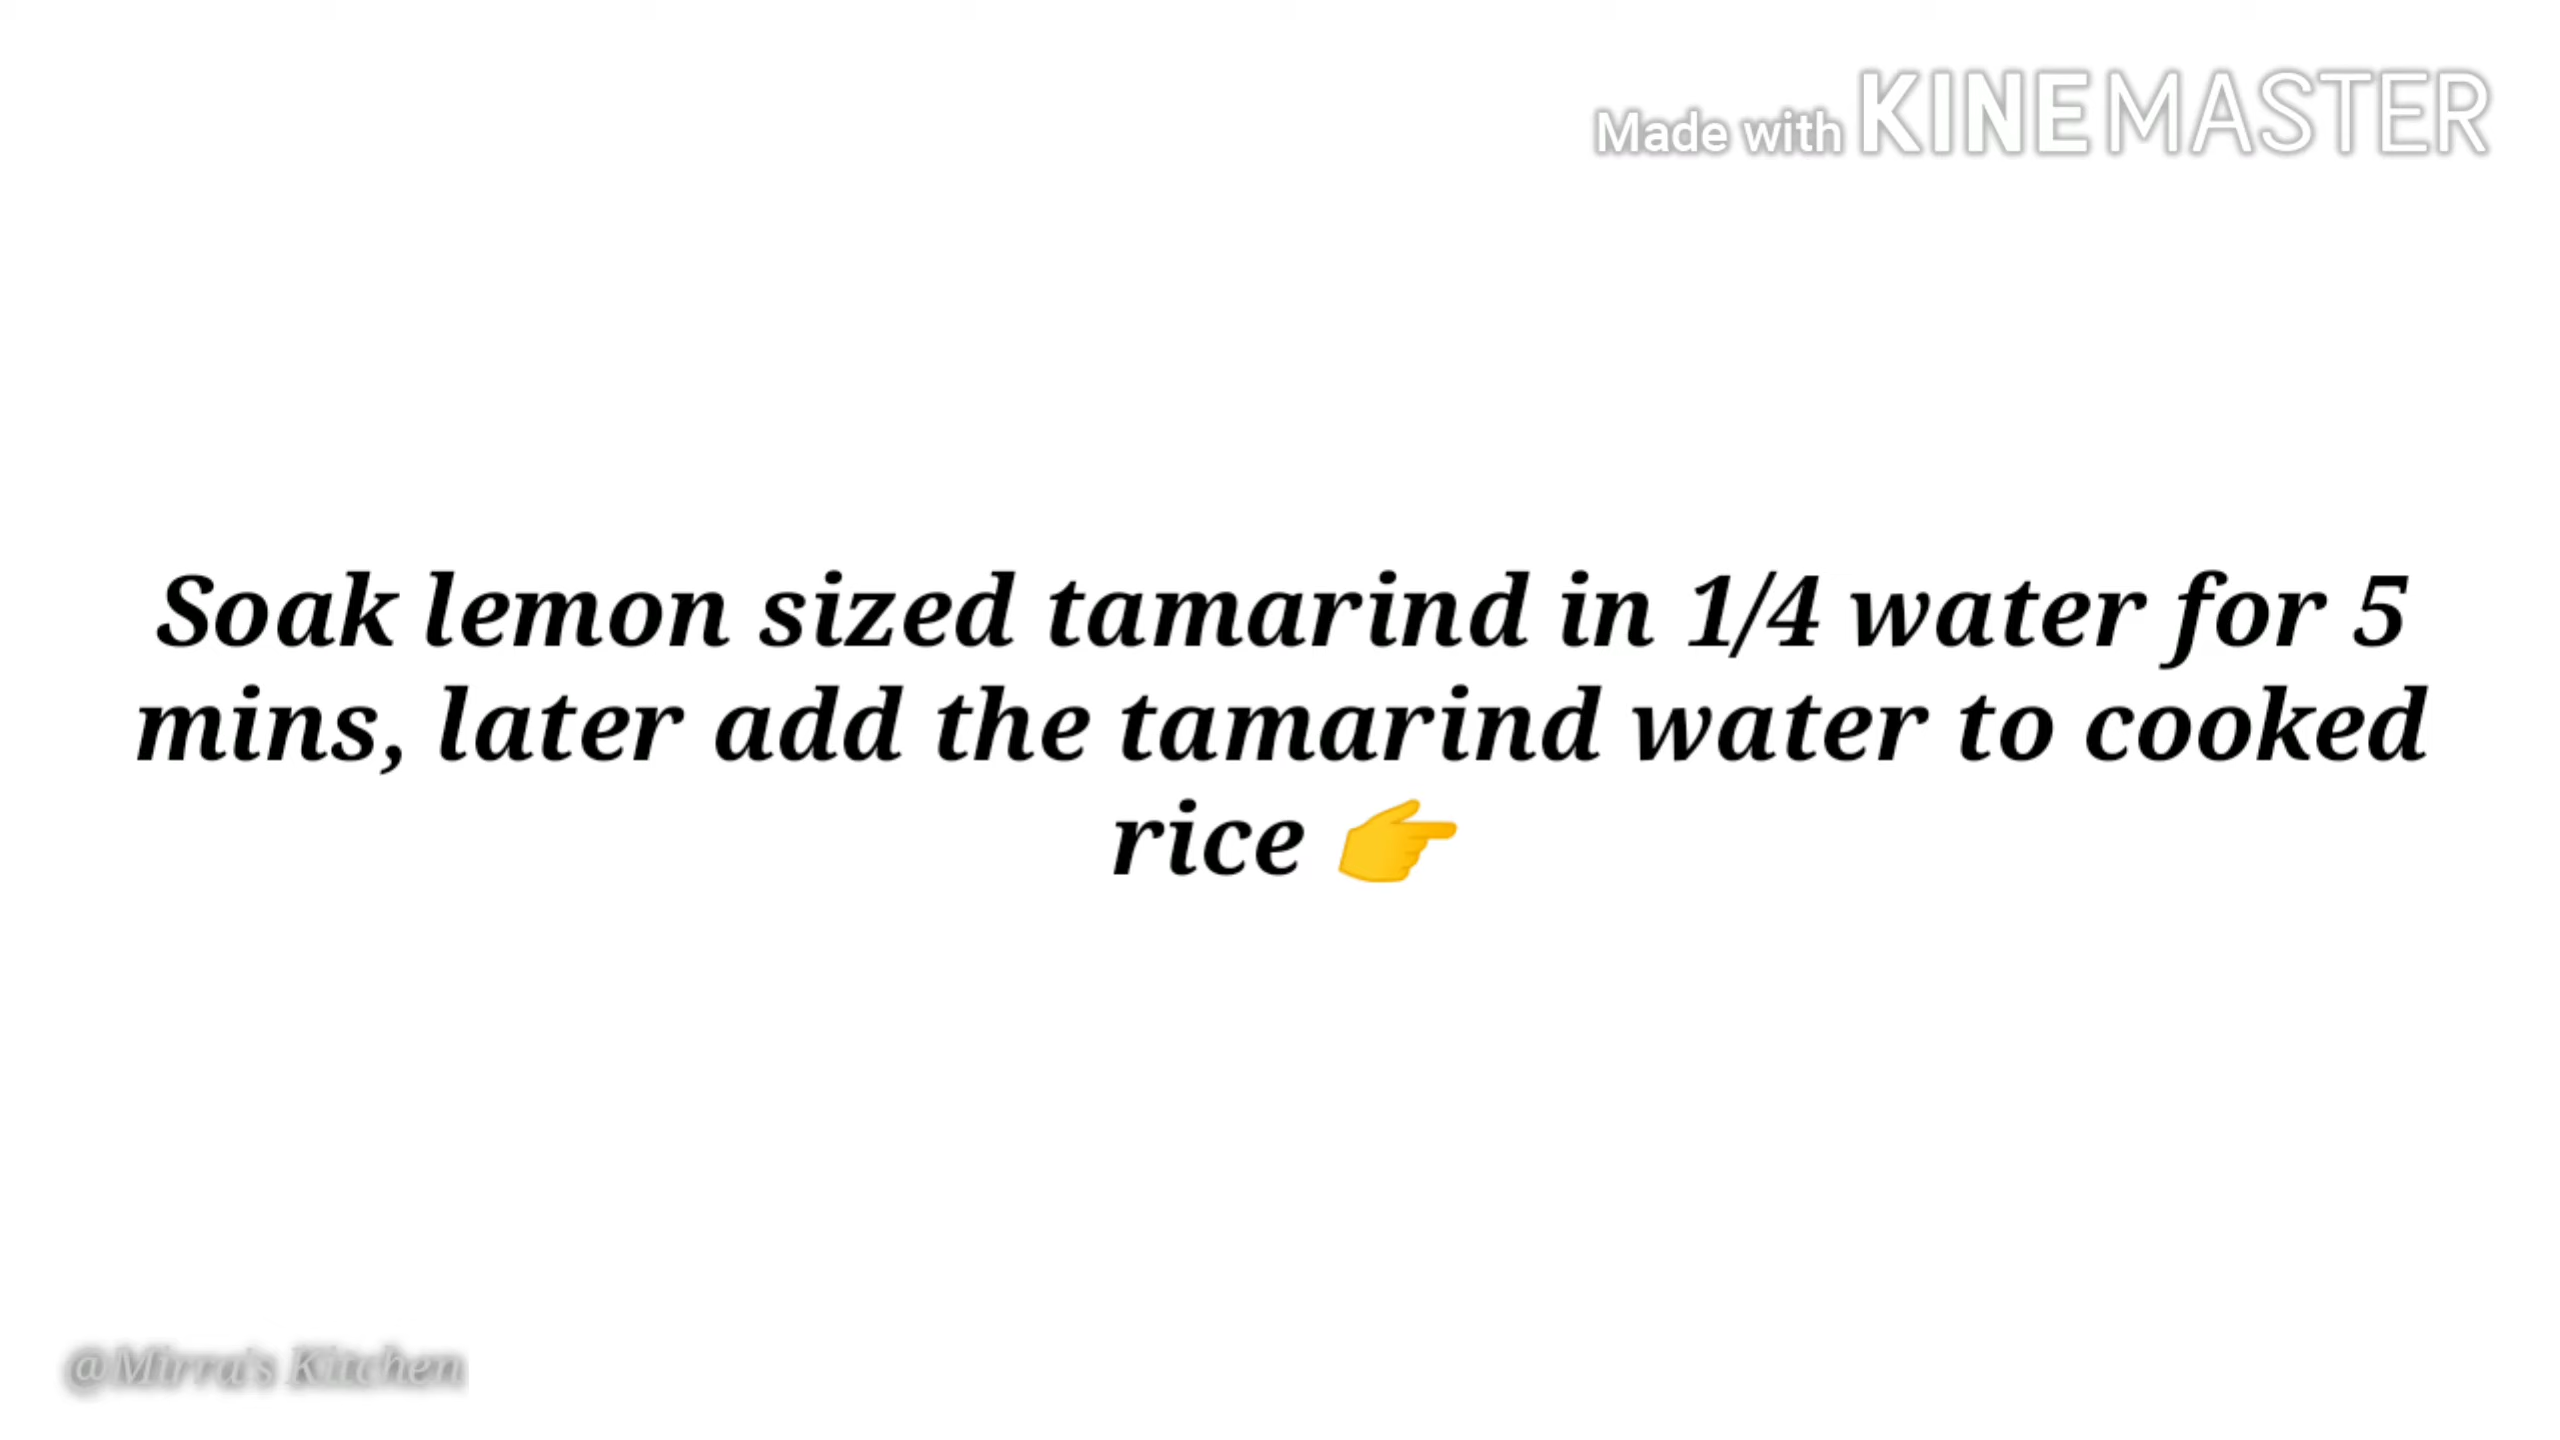 Made with KINEMASTER
Soak lemon sized tamarind in 1/4 water for 5
mins, later add the tamarind water to cooked
rice 👉
@Mirra's Kitchen